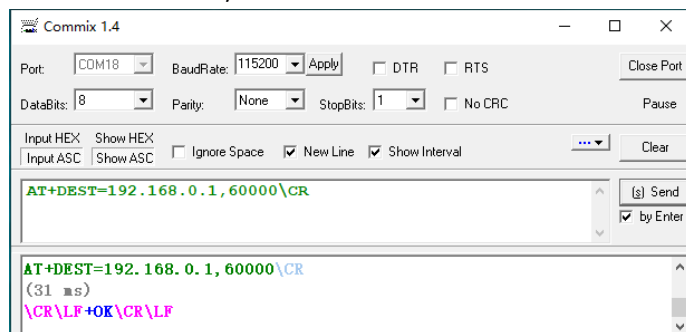 Commix 1.4
Port: COM18 BaudRate: 115200 Apply DTR RTS Close Port
DataBits: 8 Parity: None StopBits: 1 No CRC Pause
Input HEX Show HEX
Input ASC Show ASC Ignore Space New Line Show Interval ... Clear
AT+DEST=192.168.0.1,60000\CR (s) Send
by Enter
AT+DEST=192.168.0.1,60000\CR
(31 ms)
\CR\LF+OK\CR\LF